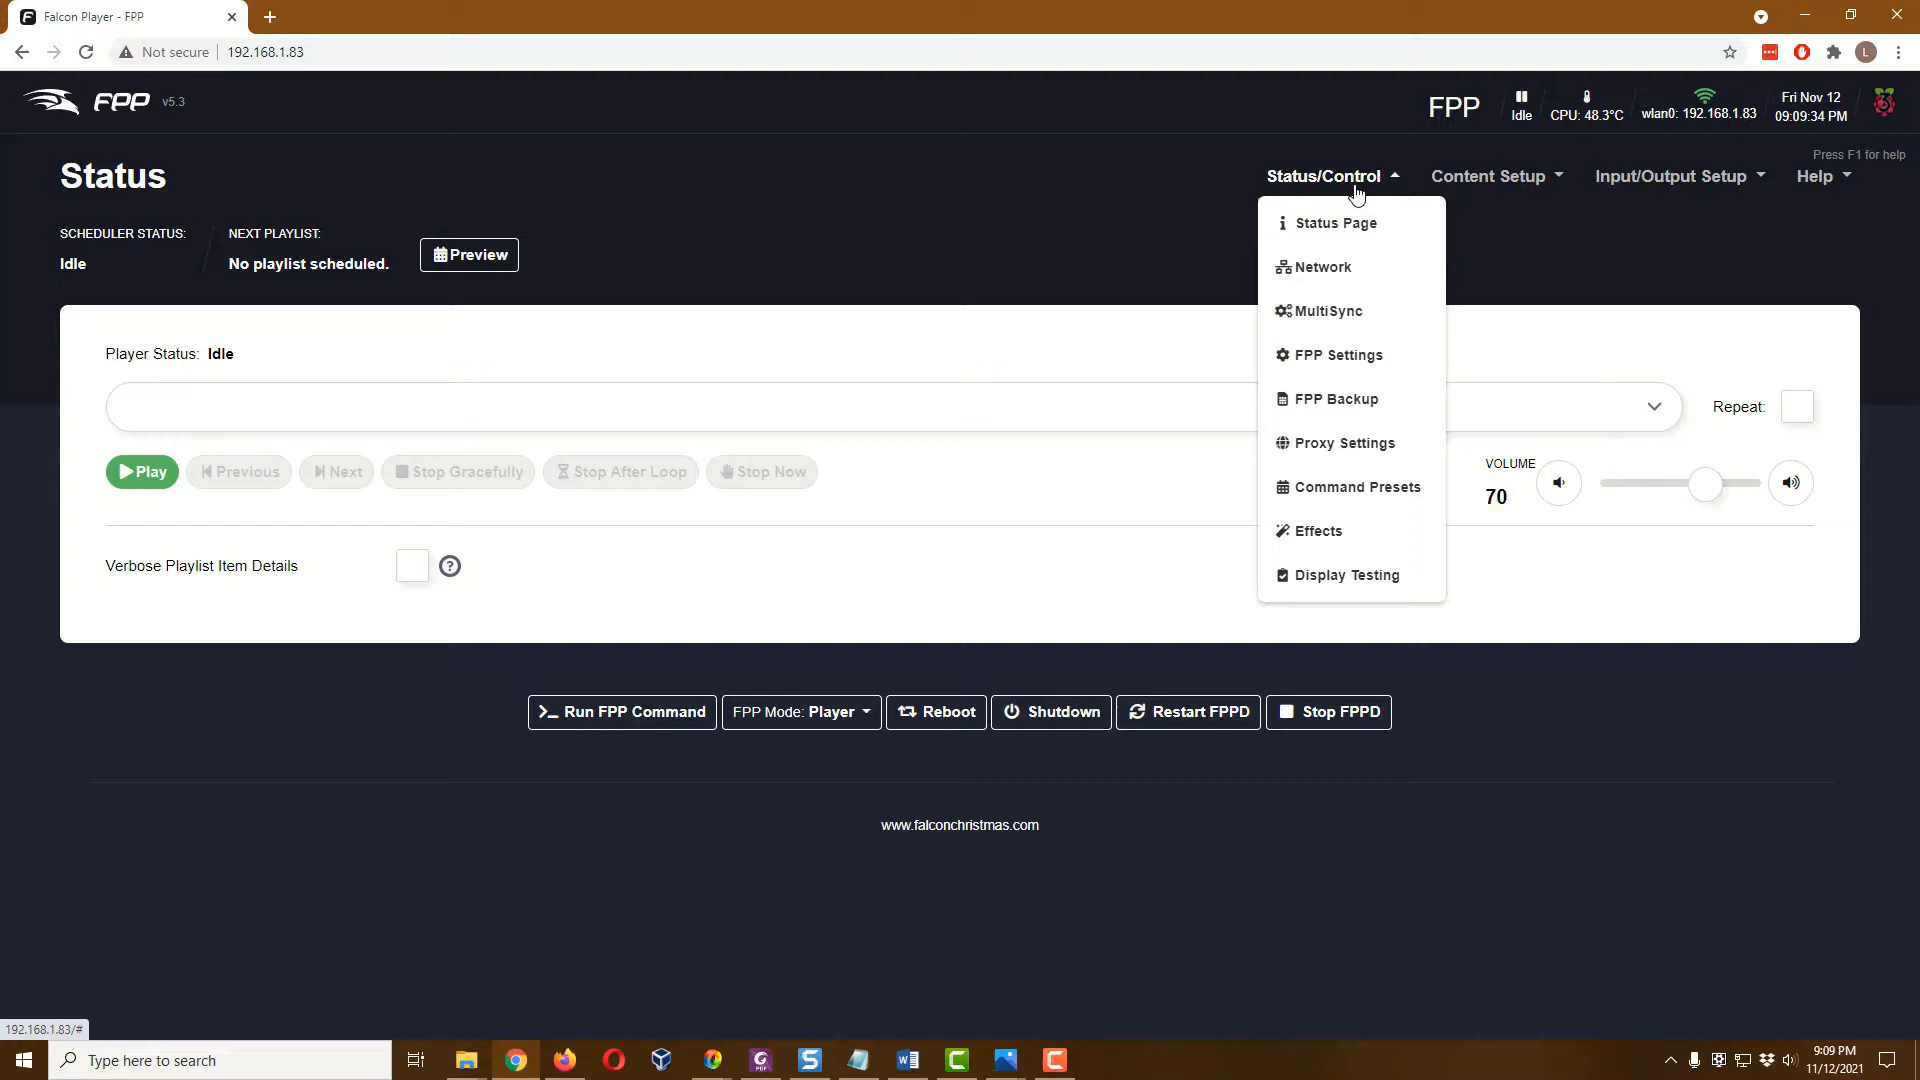 Falcon Player - FPP
Not secure
192.168.1.83
FPP
v5.3
FPP
Idle
CPU: 48.3°C
wlan0: 192.168.1.83
Fri Nov 12
09:09:34 PM
Press F1 for help
Status
Status/Control
Content Setup
Input/Output Setup
Help
SCHEDULER STATUS:
Idle
NEXT PLAYLIST:
No playlist scheduled.
Preview
Status Page
Network
MultiSync
FPP Settings
FPP Backup
Proxy Settings
Command Presets
Effects
Display Testing
Player Status: Idle
Repeat:
Play
Previous
Next
Stop Gracefully
Stop After Loop
Stop Now
VOLUME
70
Verbose Playlist Item Details
?
Run FPP Command
FPP Mode: Player
Reboot
Shutdown
Restart FPPD
Stop FPPD
www.falconchristmas.com
192.168.1.83/#
Type here to search
9:09 PM
11/12/2021